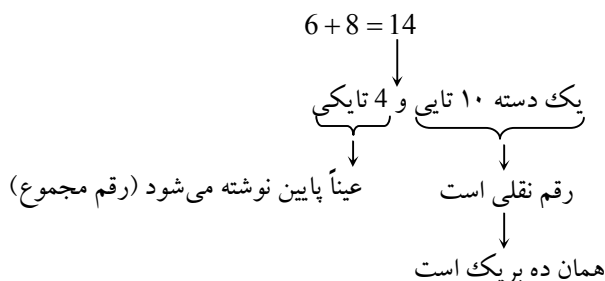 6 + 8 = 14
یک دسته ۱۰ تایی و 4 تایکی
رقم نقلی است
عیناً پایین نوشته می‌شود (رقم مجموع)
همان ده بر یک است